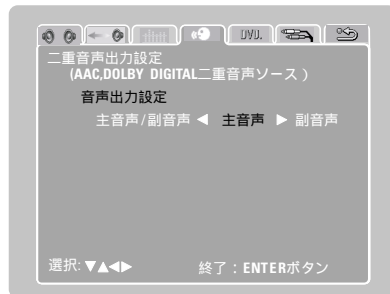 DVD.
二重音声出力設定
(AAC,DOLBY DIGITAL二重音声ソース)
音声出力設定
主音声/副音声 ◀ 主音声 ▶ 副音声
選択: ▼▲◀▶ 終了:ENTERボタン